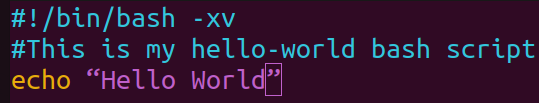 #!/bin/bash -xv
#This is my hello-world bash script
echo “Hello World”